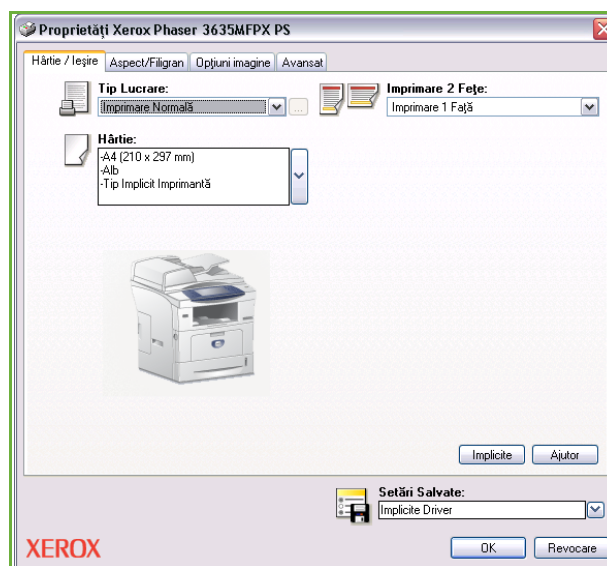 Proprietăți Xerox Phaser 3635MFPX PS
Hârtie / Ieșire Aspect/Filigran Opțiuni imagine Avansat
Tip Lucrare:
Imprimare Normală
...
Imprimare 2 Fețe:
Imprimare 1 Față
Hârtie:
-A4 (210 x 297 mm)
-Alb
-Tip Implicit Imprimantă
Implicite Ajutor
Setări Salvate:
Implicite Driver
XEROX
OK Revocare